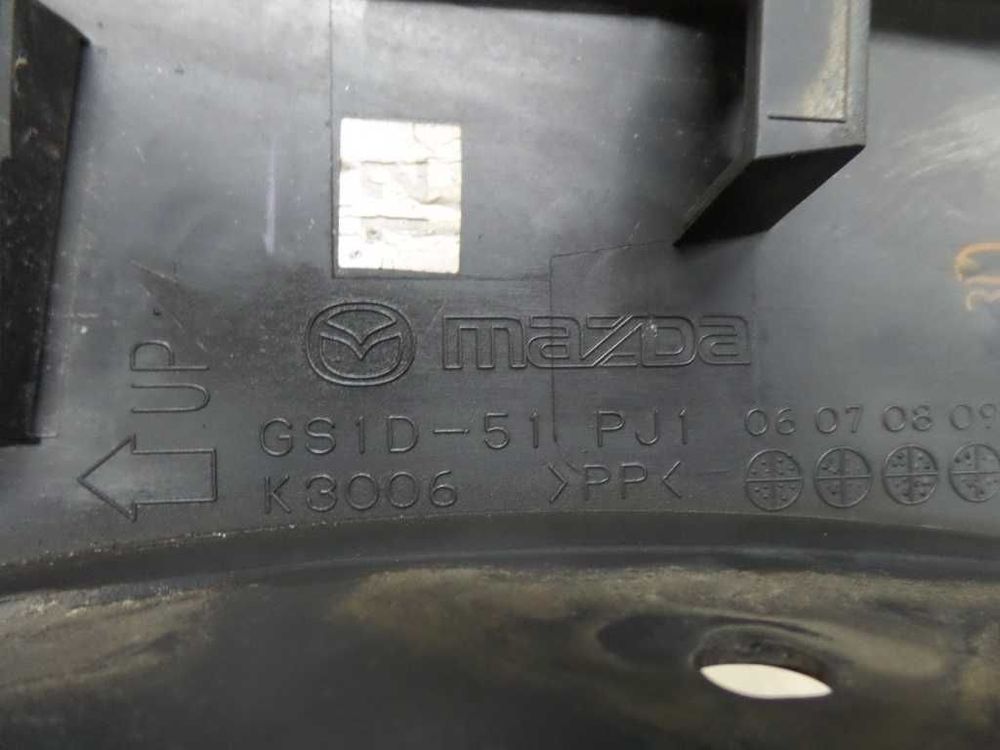 mazda
UP
GS1D-51 PJ1
06 07 08 09
K3006 >PP<